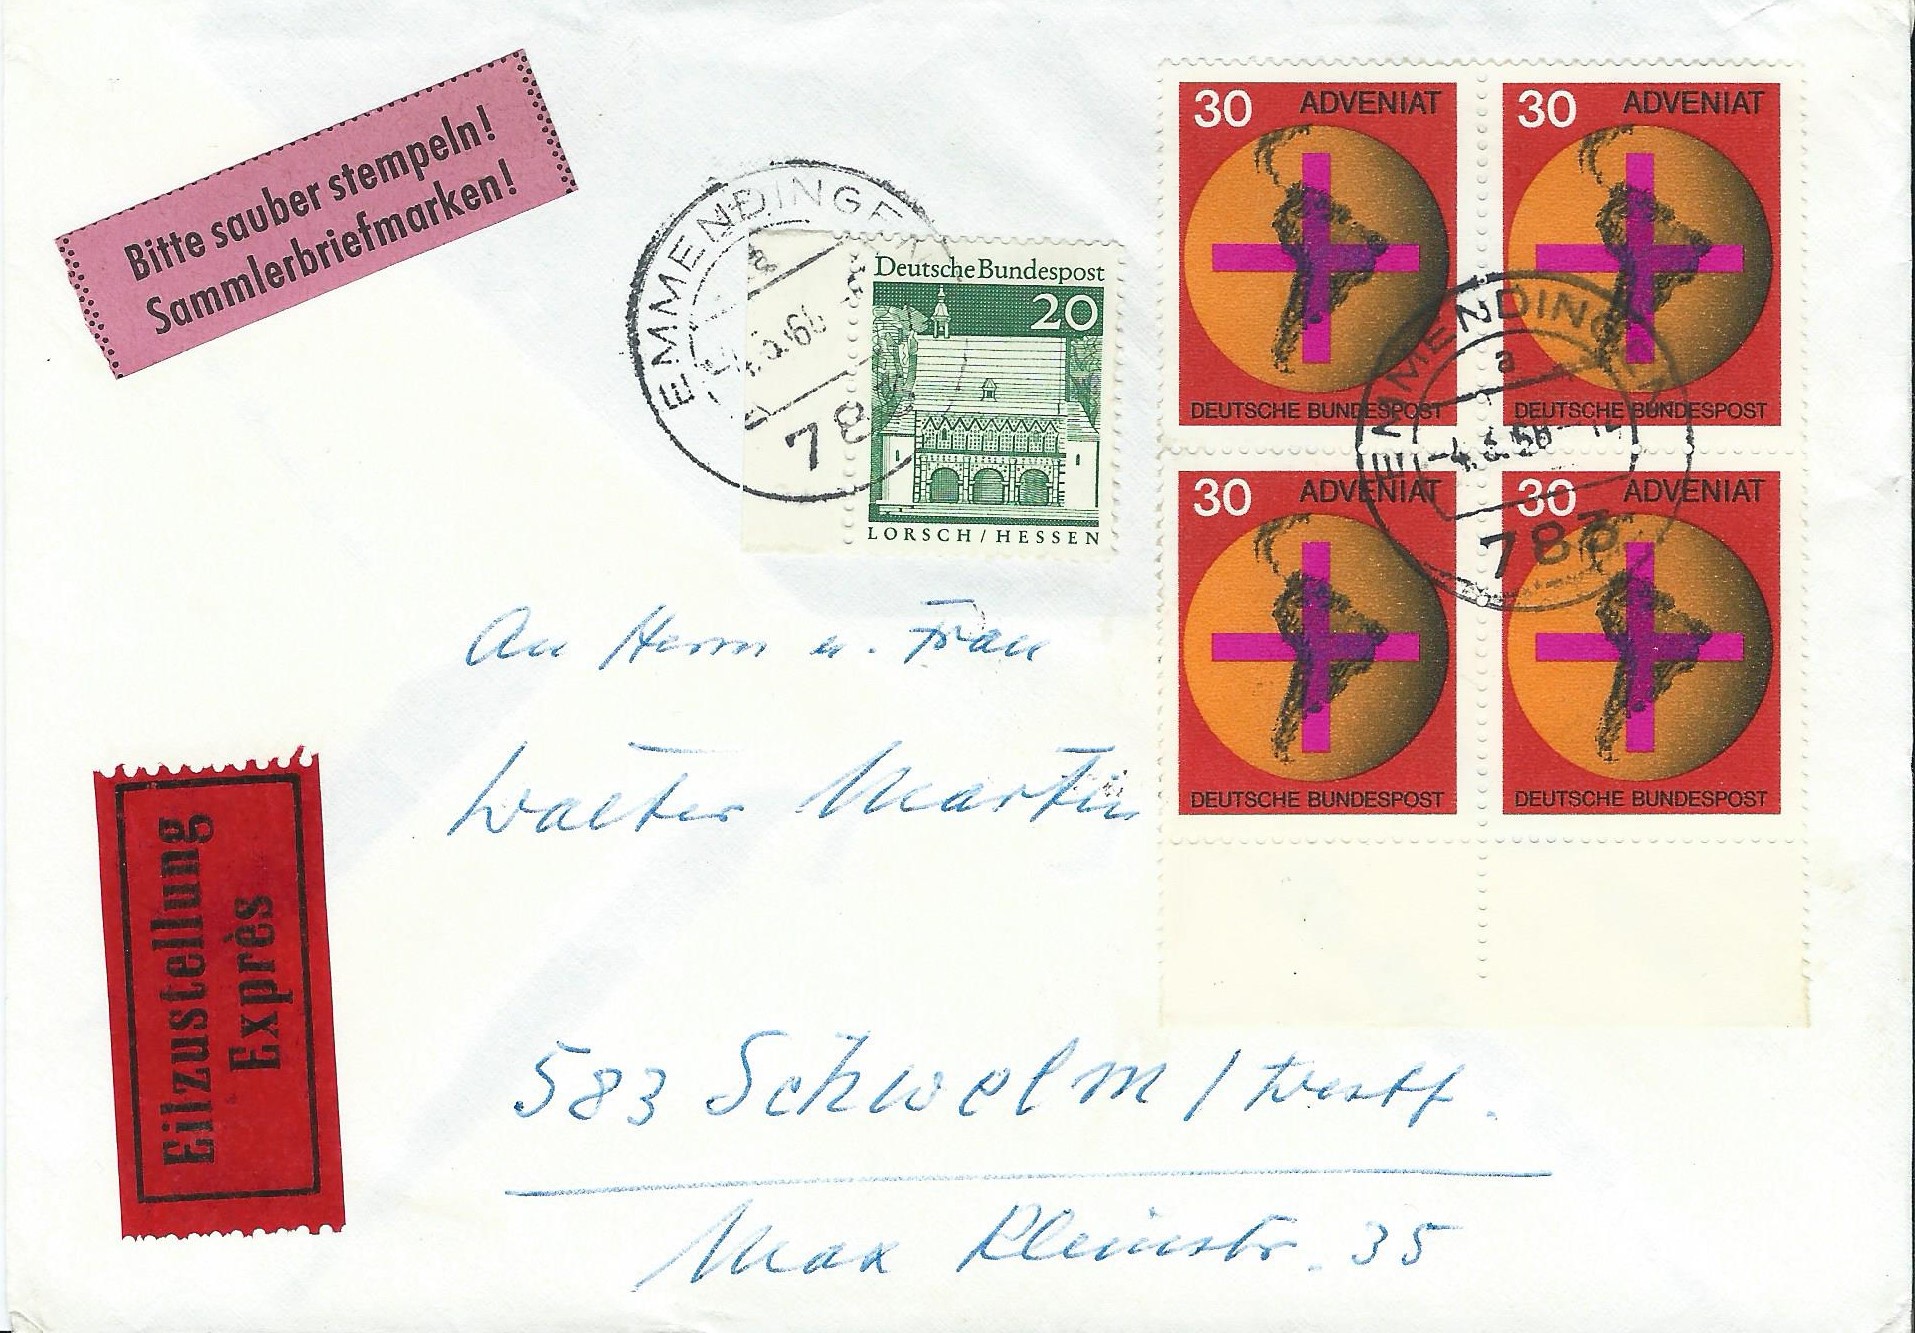 Bitte sauber stempeln!
Sammlerbriefmarken!
EMMENDINGEN
a
78
Deutsche Bundespost
20
LORSCH / HESSEN
30 ADVENIAT
DEUTSCHE BUNDESPOST
30 ADVENIAT
DEUTSCHE BUNDESPOST
EMMENDINGEN
a
783
30 ADVENIAT
DEUTSCHE BUNDESPOST
30 ADVENIAT
DEUTSCHE BUNDESPOST
An Herrn u. Frau
Walter Martin
Eilzustellung
Exprès
583 Schwelm / Westf.
Max Kleinstr. 35